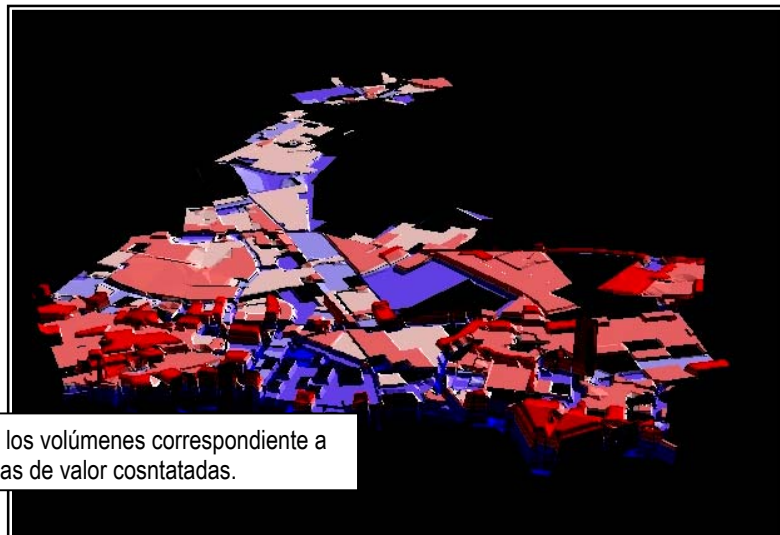 los volúmenes correspondiente a
as de valor cosntatadas.